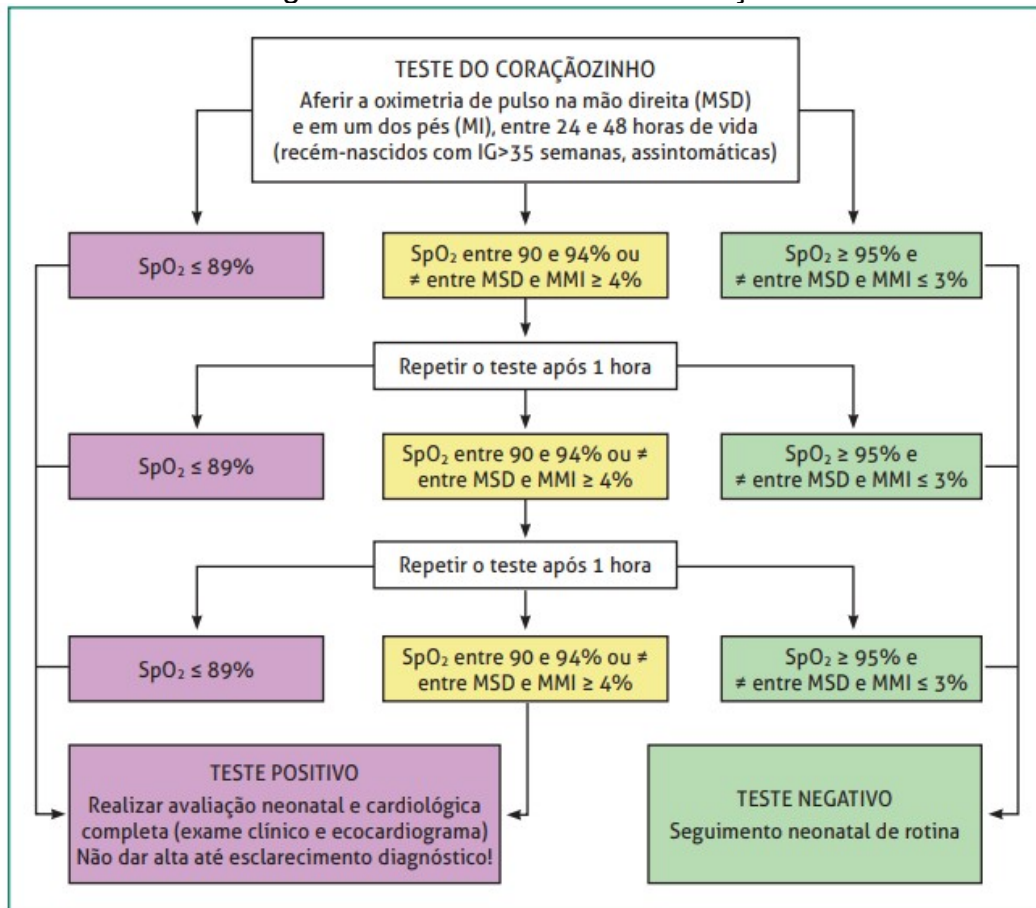 TESTE DO CORAÇÃOZINHO
Aferir a oximetria de pulso na mão direita (MSD)
e em um dos pés (MI), entre 24 e 48 horas de vida
(recém-nascidos com IG>35 semanas, assintomáticas)
SpO₂ ≤ 89%
SpO₂ entre 90 e 94% ou
≠ entre MSD e MMI ≥ 4%
SpO₂ ≥ 95% e
≠ entre MSD e MMI ≤ 3%
Repetir o teste após 1 hora
SpO₂ ≤ 89%
SpO₂ entre 90 e 94% ou ≠
entre MSD e MMI ≥ 4%
SpO₂ ≥ 95% e
≠ entre MSD e MMI ≤ 3%
Repetir o teste após 1 hora
SpO₂ ≤ 89%
SpO₂ entre 90 e 94% ou ≠
entre MSD e MMI ≥ 4%
SpO₂ ≥ 95% e
≠ entre MSD e MMI ≤ 3%
TESTE POSITIVO
Realizar avaliação neonatal e cardiológica
completa (exame clínico e ecocardiograma)
Não dar alta até esclarecimento diagnóstico!
TESTE NEGATIVO
Seguimento neonatal de rotina